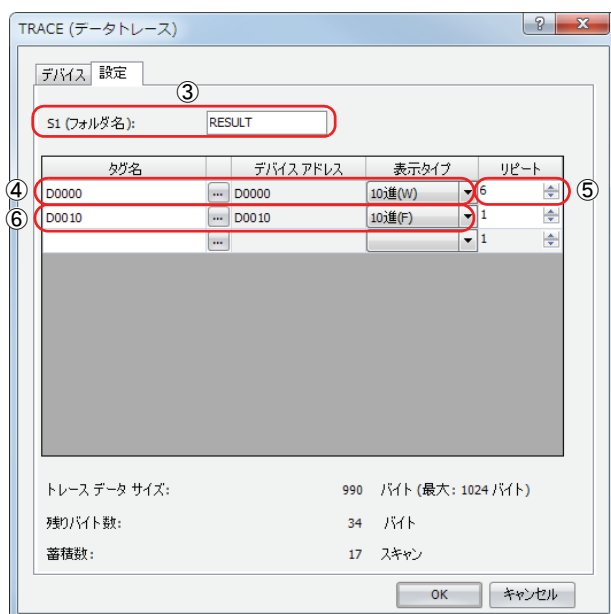 TRACE (データトレース)
デバイス 設定
③
S1 (フォルダ名): RESULT
タグ名 デバイス アドレス 表示タイプ リピート
④ D0000 ... D0000 10進(W) 6 ⑤
⑥ D0010 ... D0010 10進(F) 1
... 1
トレース データ サイズ: 990 バイト (最大: 1024 バイト)
残りバイト数: 34 バイト
蓄積数: 17 スキャン
OK キャンセル